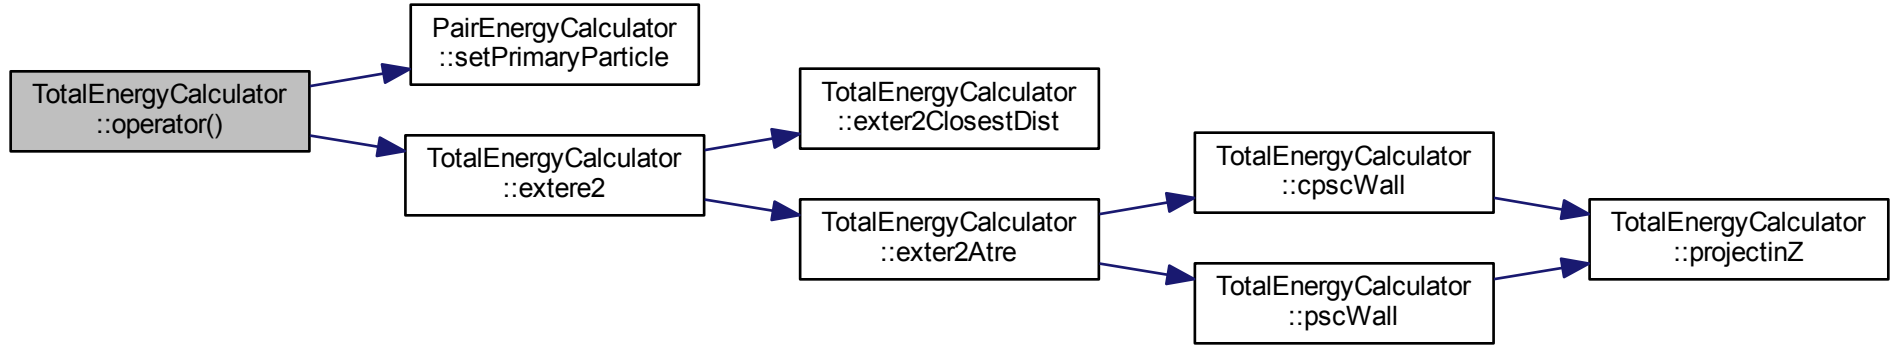 TotalEnergyCalculator
::operator()
PairEnergyCalculator
::setPrimaryParticle
TotalEnergyCalculator
::extere2
TotalEnergyCalculator
::exter2ClosestDist
TotalEnergyCalculator
::exter2Atre
TotalEnergyCalculator
::cpscWall
TotalEnergyCalculator
::pscWall
TotalEnergyCalculator
::projectinZ